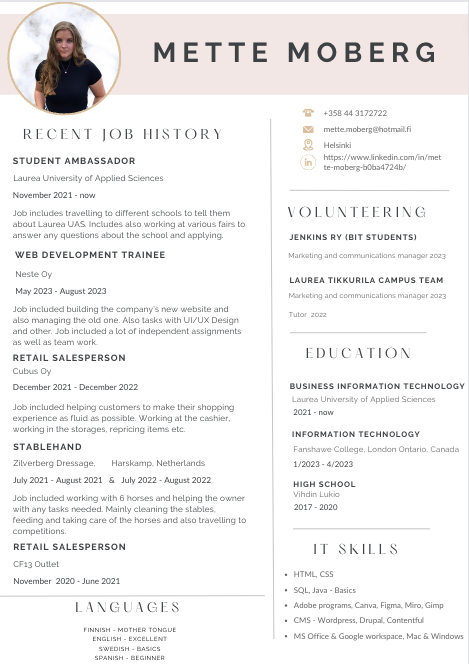 METTE MOBERG
+358 44 3172722
mette.moberg@hotmail.fi
Helsinki
https://www.linkedin.com/in/met
te-moberg-b0ba4724b/
RECENT JOB HISTORY
STUDENT AMBASSADOR
Laurea University of Applied Sciences
November 2021 - now
Job includes travelling to different schools to tell them
about Laurea UAS. Includes also working at various fairs to
answer any questions about the school and applying.
WEB DEVELOPMENT TRAINEE
Neste Oy
May 2023 - August 2023
Job included building the company's new website and
also managing the old one. Also tasks with UI/UX Design
and other. Job included a lot of independent assignments
as well as team work.
RETAIL SALESPERSON
Cubus Oy
December 2021 - December 2022
Job included helping customers to make their shopping
experience as fluid as possible. Working at the cashier,
working in the storages, repricing items etc.
STABLEHAND
Zilverberg Dressage, Harskamp, Netherlands
July 2021 - August 2021 & July 2022 - August 2022
Job included working with 6 horses and helping the owner
with any tasks needed. Mainly cleaning the stables,
feeding and taking care of the horses and also travelling to
competitions.
RETAIL SALESPERSON
CF13 Outlet
November 2020 - June 2021
LANGUAGES
FINNISH - MOTHER TONGUE
ENGLISH - EXCELLENT
SWEDISH - BASICS
SPANISH - BEGINNER
VOLUNTEERING
JENKINS RY (BIT STUDENTS)
Marketing and communications manager 2023
LAUREA TIKKURILA CAMPUS TEAM
Marketing and communications manager 2023
Tutor 2022
EDUCATION
BUSINESS INFORMATION TECHNOLOGY
Laurea University of Applied Sciences
2021 - now
INFORMATION TECHNOLOGY
Fanshawe College, London Ontario, Canada
1/2023 - 4/2023
HIGH SCHOOL
Vihdin Lukio
2017 - 2020
IT SKILLS
• HTML, CSS
• SQL, Java - Basics
• Adobe programs, Canva, Figma, Miro, Gimp
• CMS - Wordpress, Drupal, Contentful
• MS Office & Google workspace, Mac & Windows